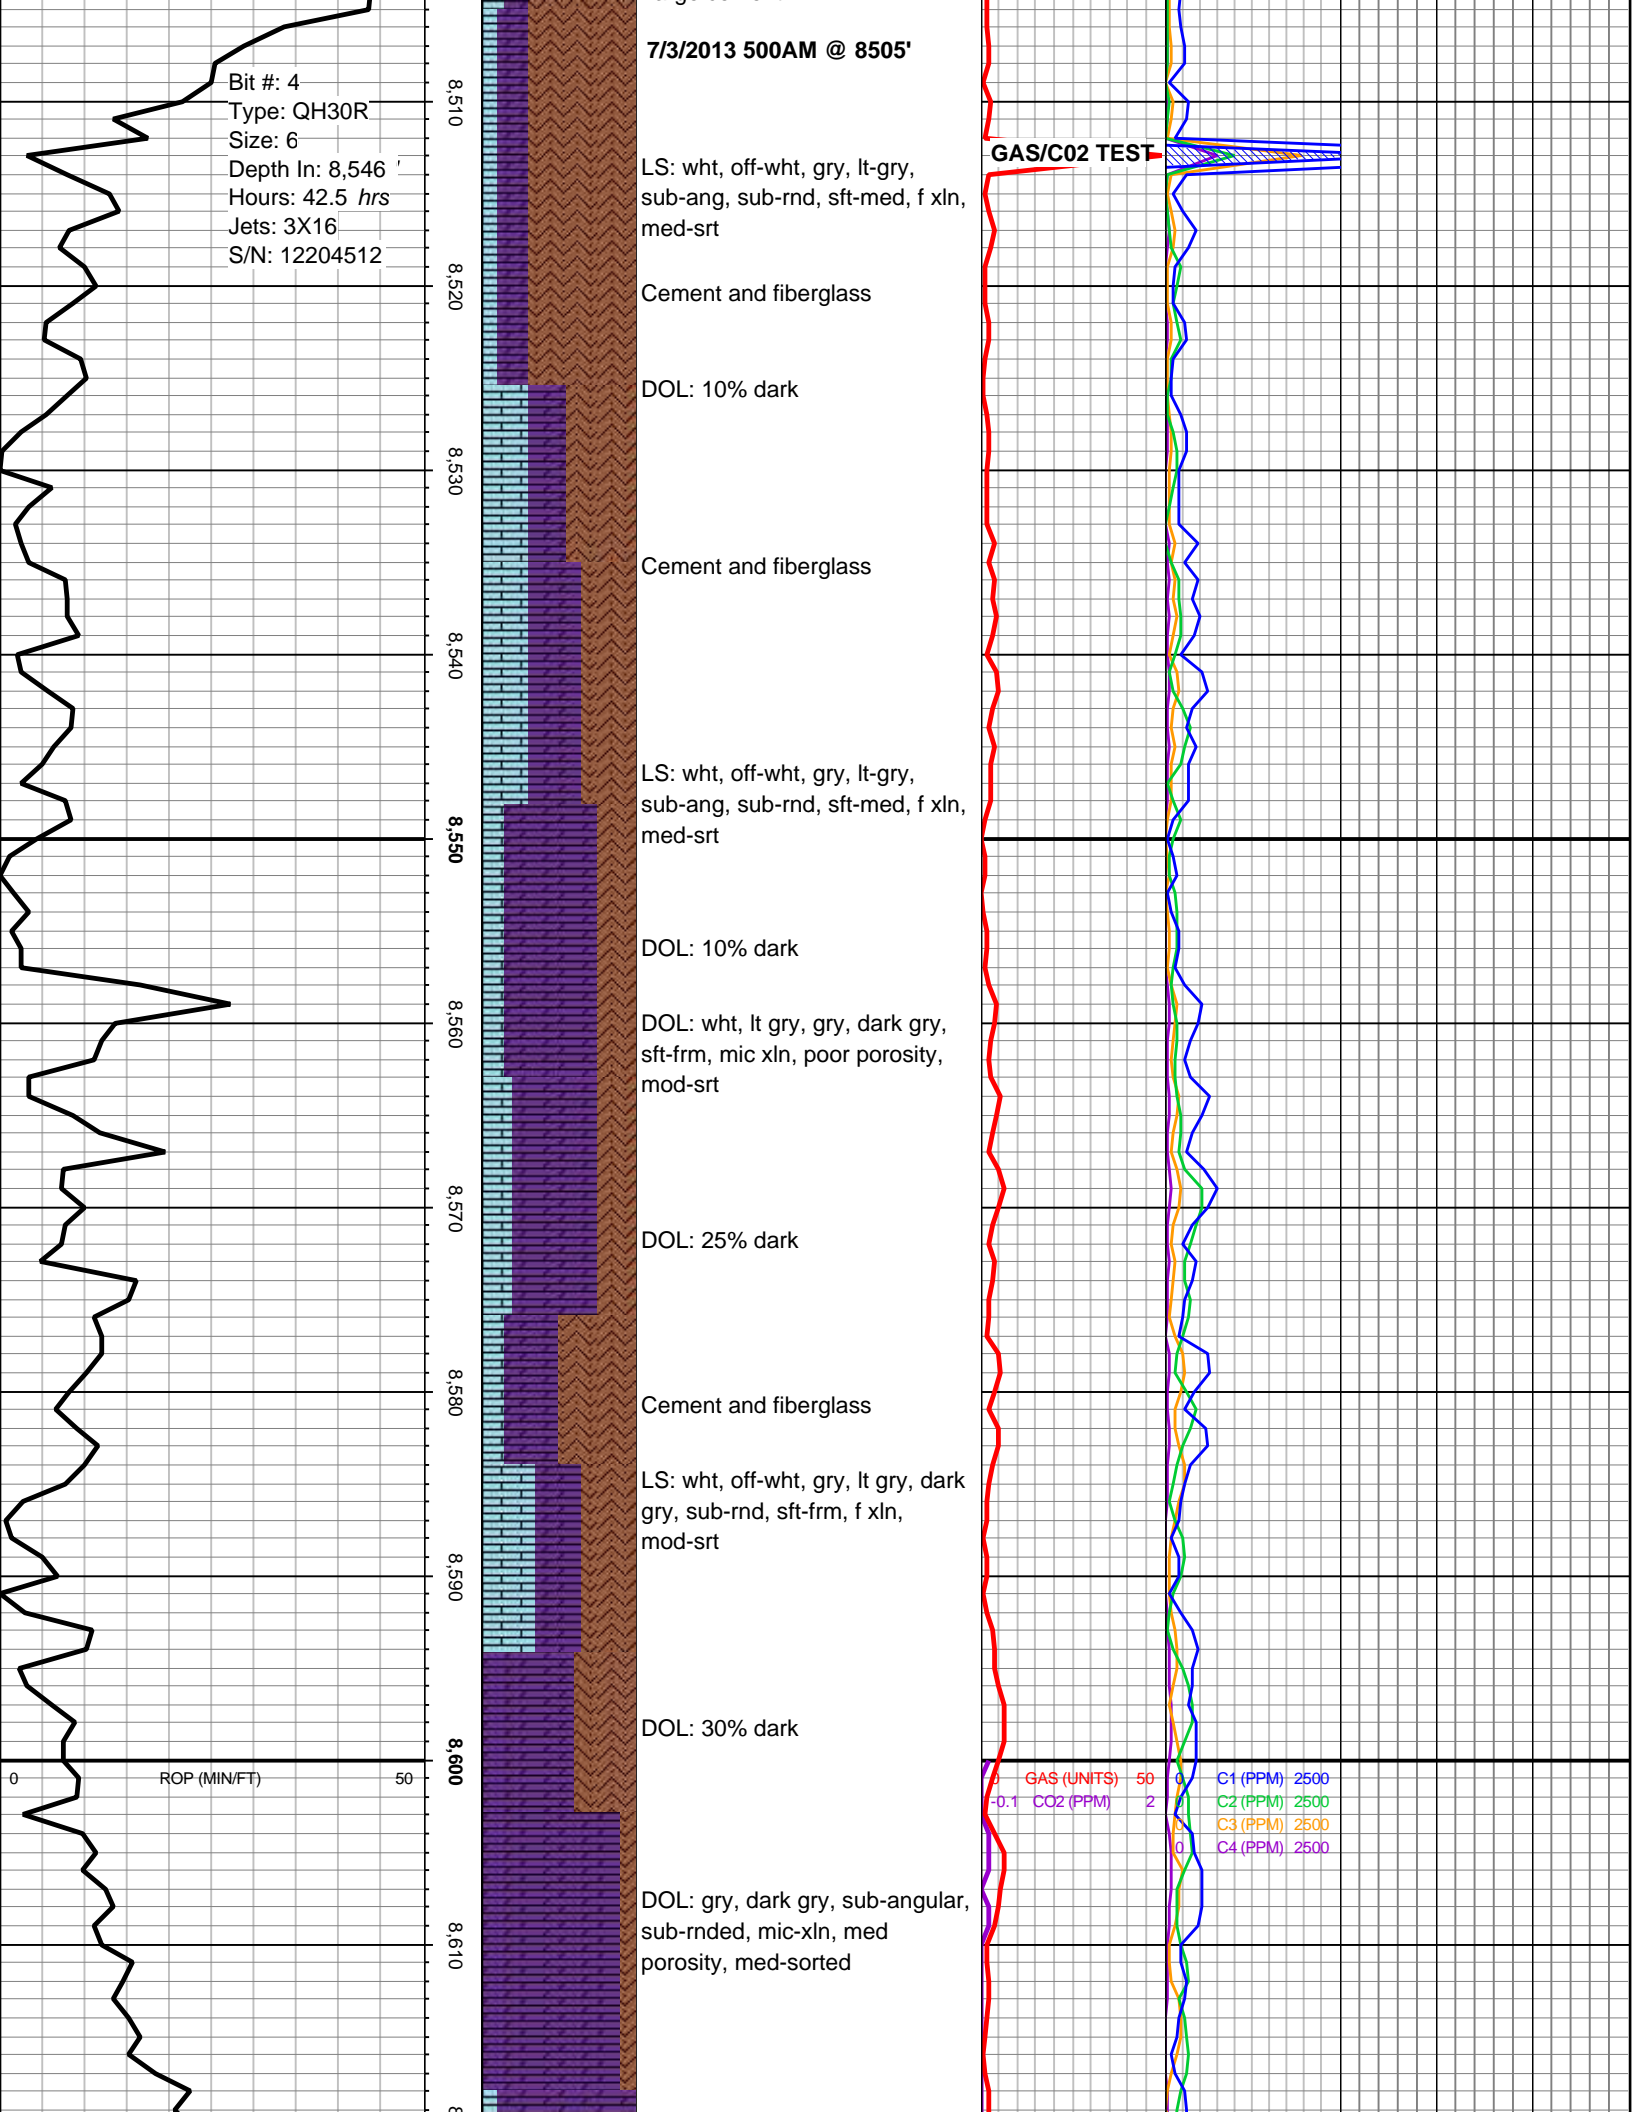 7/3/2013 500AM @ 8505'
Bit #: 4
Type: QH30R
Size: 6
Depth In: 8,546 '
Hours: 42.5 hrs
Jets: 3X16
S/N: 12204512
8,510
GAS/C02 TEST
LS: wht, off-wht, gry, lt-gry,
sub-ang, sub-rnd, sft-med, f xln,
med-srt
8,520
Cement and fiberglass
DOL: 10% dark
8,530
Cement and fiberglass
8,540
LS: wht, off-wht, gry, lt-gry,
sub-ang, sub-rnd, sft-med, f xln,
med-srt
8,550
DOL: 10% dark
8,560
DOL: wht, lt gry, gry, dark gry,
sft-frm, mic xln, poor porosity,
mod-srt
8,570
DOL: 25% dark
8,580
Cement and fiberglass
LS: wht, off-wht, gry, lt gry, dark
gry, sub-rnd, sft-frm, f xln,
mod-srt
8,590
DOL: 30% dark
8,600
0 ROP (MIN/FT) 50
0 GAS (UNITS) 50
-0.1 CO2 (PPM) 2
0 C1 (PPM) 2500
0 C2 (PPM) 2500
0 C3 (PPM) 2500
0 C4 (PPM) 2500
DOL: gry, dark gry, sub-angular,
sub-rnded, mic-xln, med
porosity, med-sorted
8,610